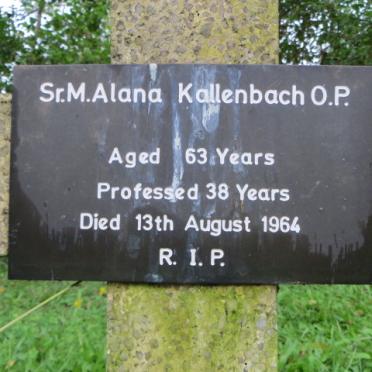 Sr.M.Alana Kallenbach O.P.
Aged 63 Years
Professed 38 Years
Died 13th August 1964
R. I. P.